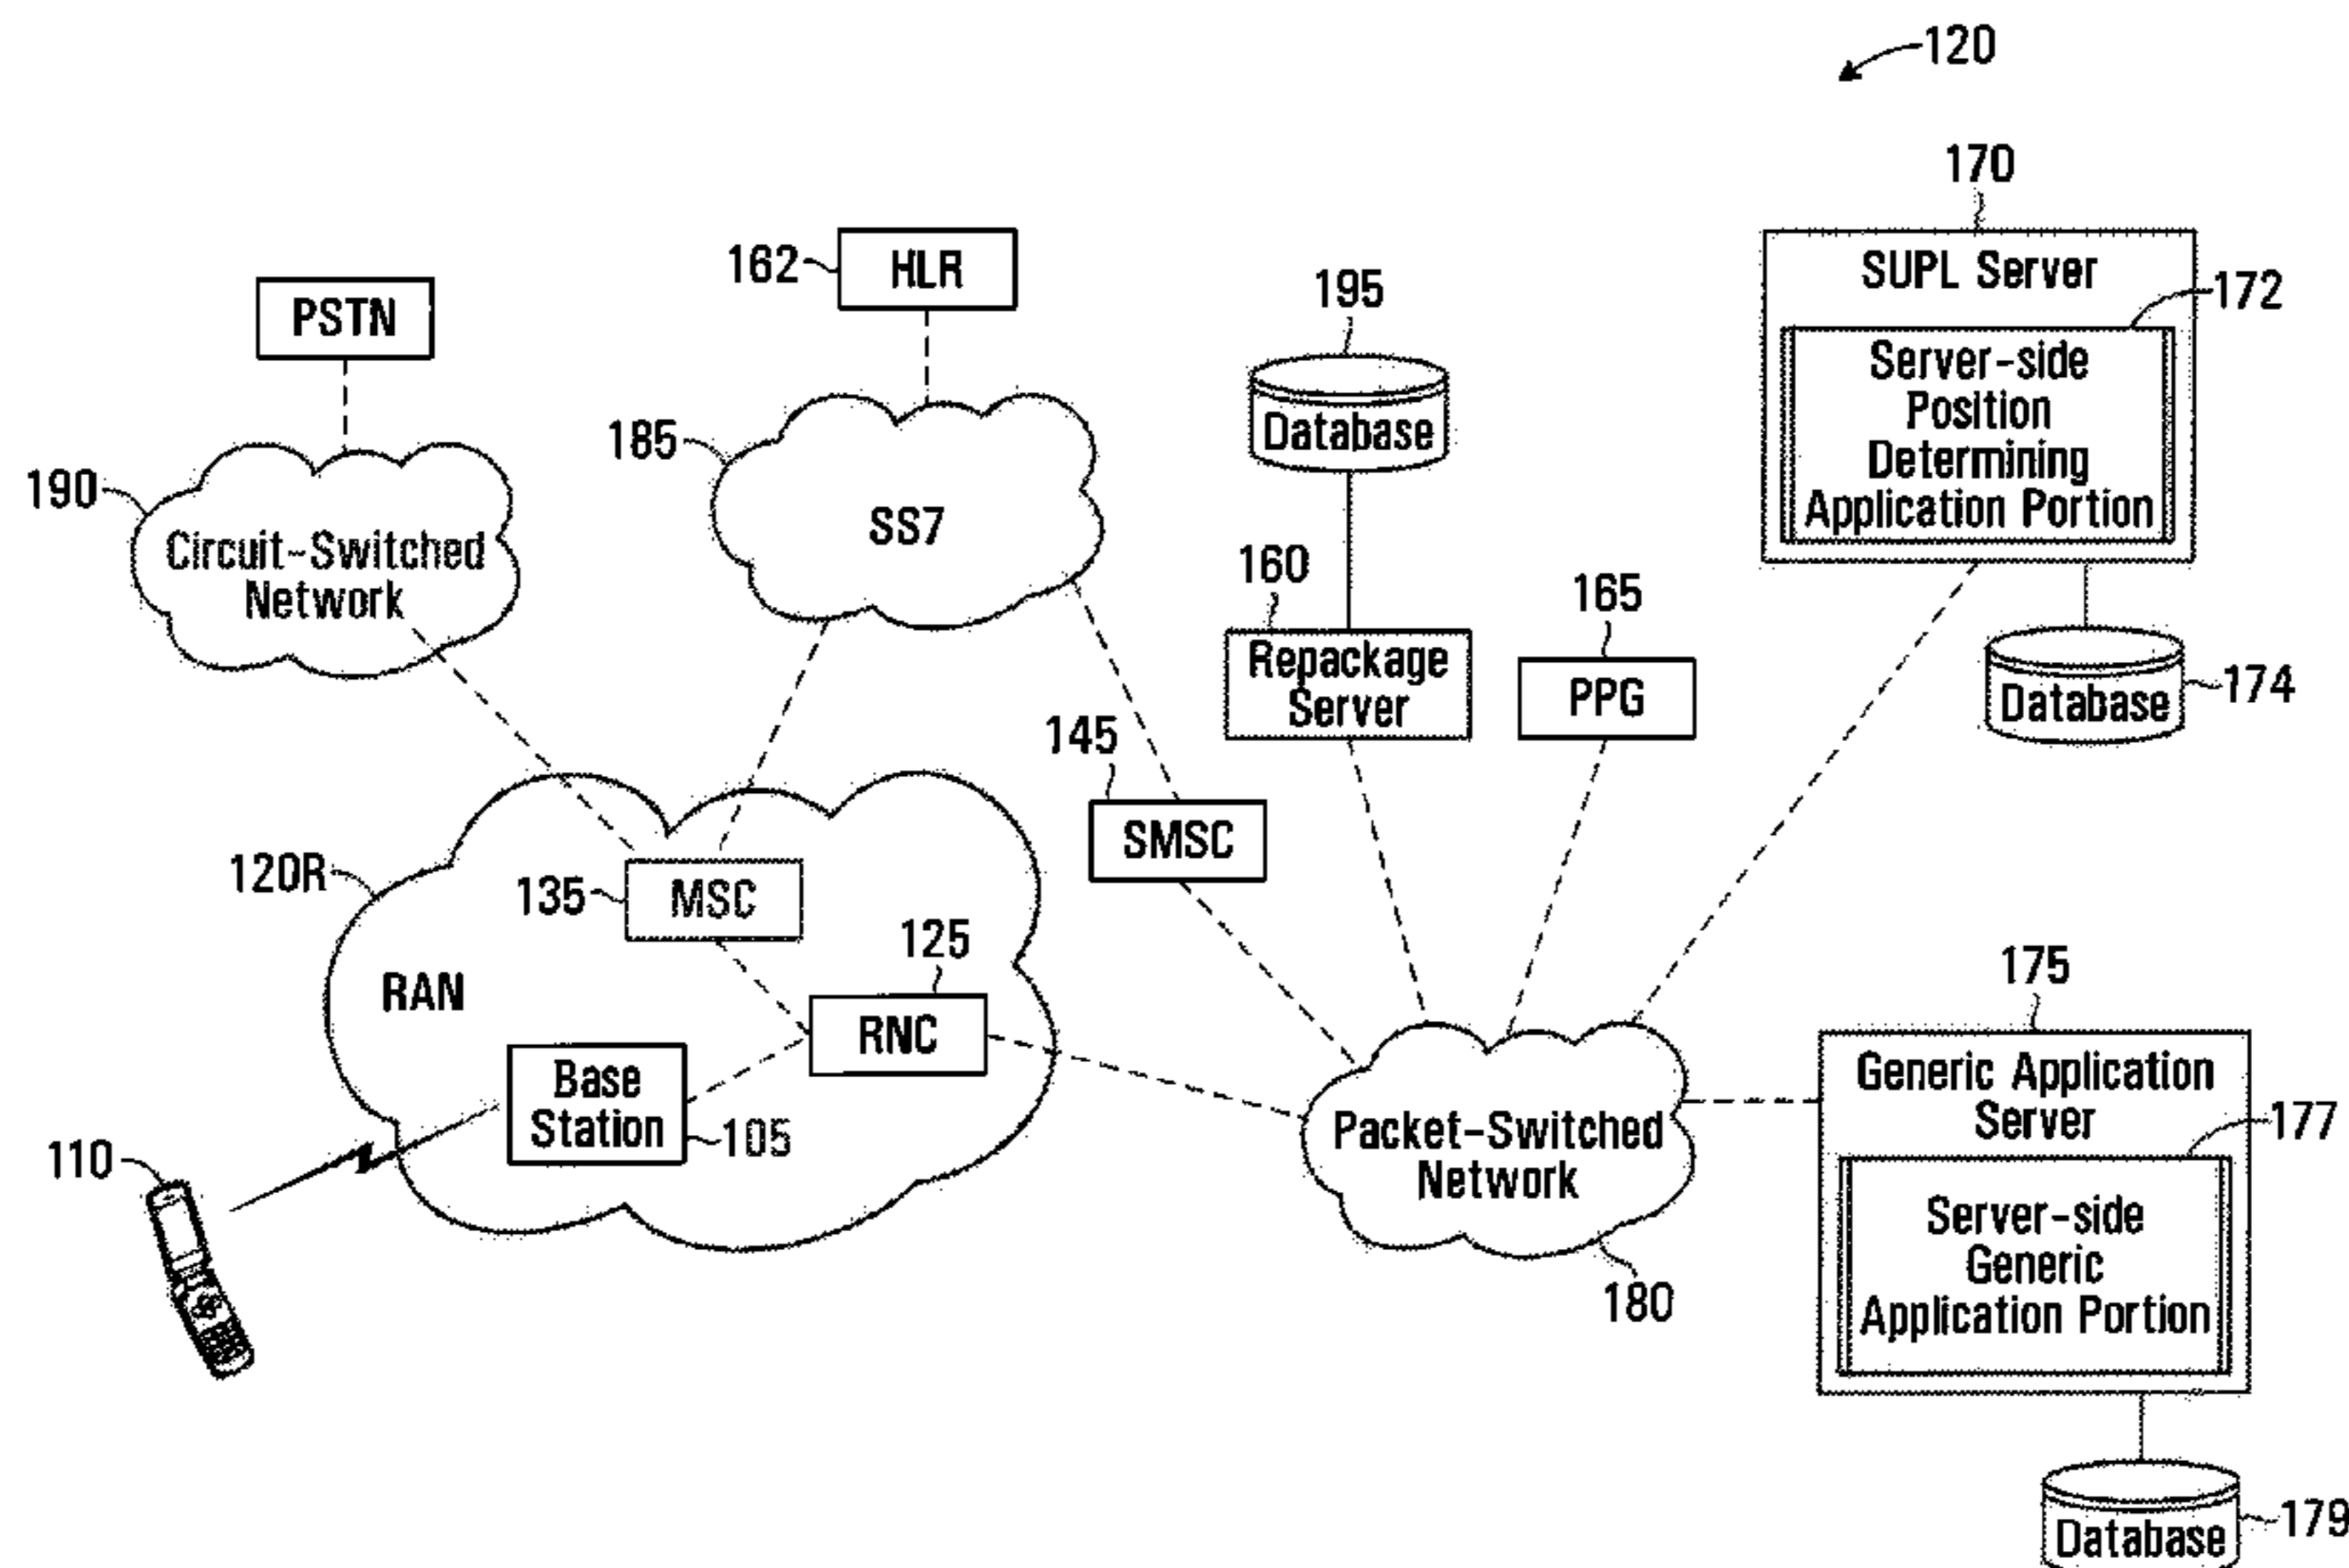 120
170
SUPL Server
172
Server-side
Position
Determining
Application Portion
162
HLR
PSTN
195
Database
185
SS7
190
Circuit-Switched
Network
160
Repackage
Server
165
PPG
Database
174
145
SMSC
120R
135
MSC
125
RNC
RAN
Base
Station
105
110
175
Generic Application
Server
177
Server-side
Generic
Application Portion
Packet-Switched
Network
180
Database
179